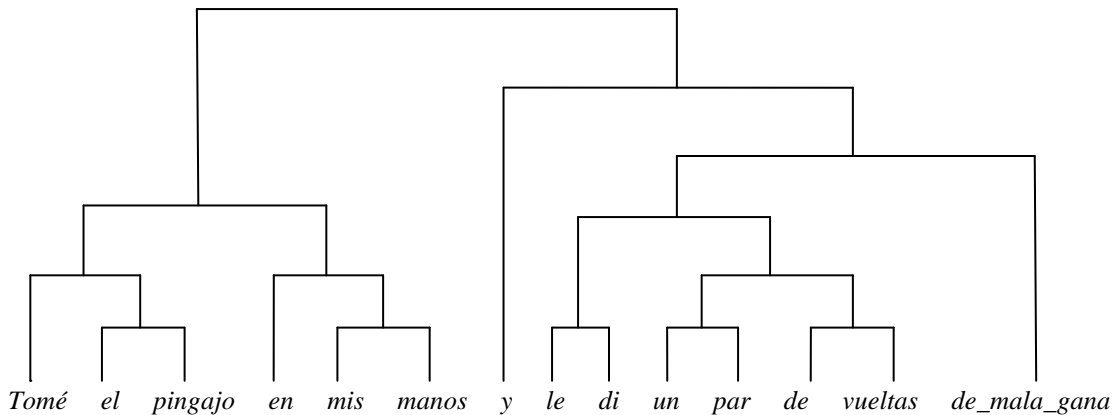 Tomé el pingajo en mis manos y le di un par de vueltas de_mala_gana